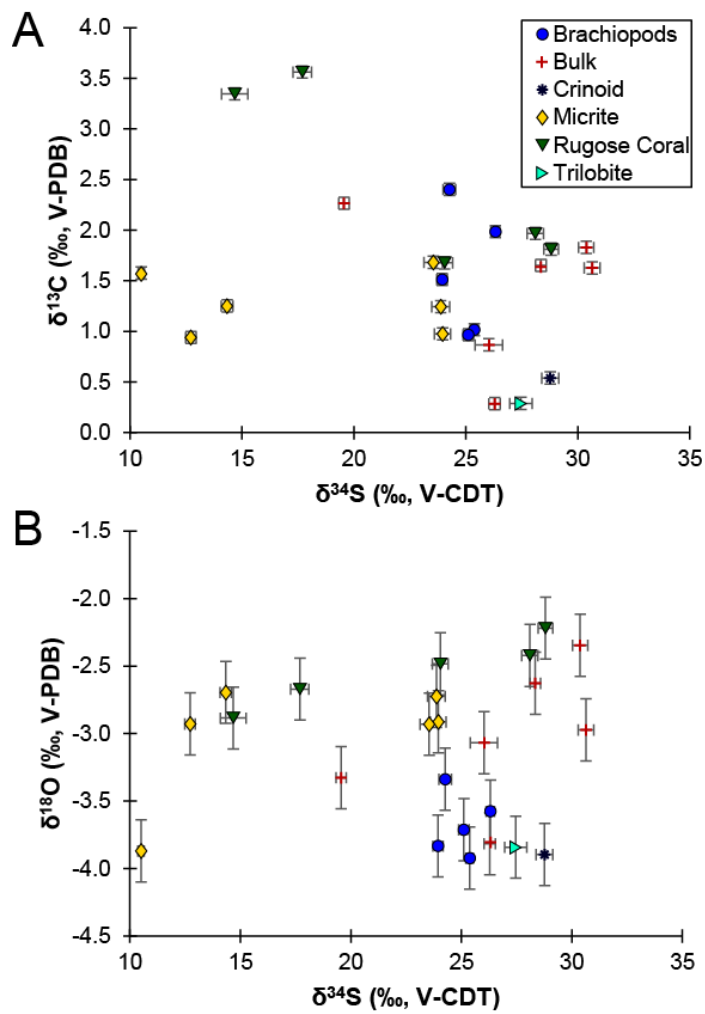 A
4.0
3.5
3.0
2.5
2.0
1.5
1.0
0.5
0.0
δ¹³C (‰, V-PDB)
Brachiopods
Bulk
Crinoid
Micrite
Rugose Coral
Trilobite
10 15 20 25 30 35
δ³⁴S (‰, V-CDT)
B
-1.5
-2.0
-2.5
-3.0
-3.5
-4.0
-4.5
δ¹⁸O (‰, V-PDB)
10 15 20 25 30 35
δ³⁴S (‰, V-CDT)